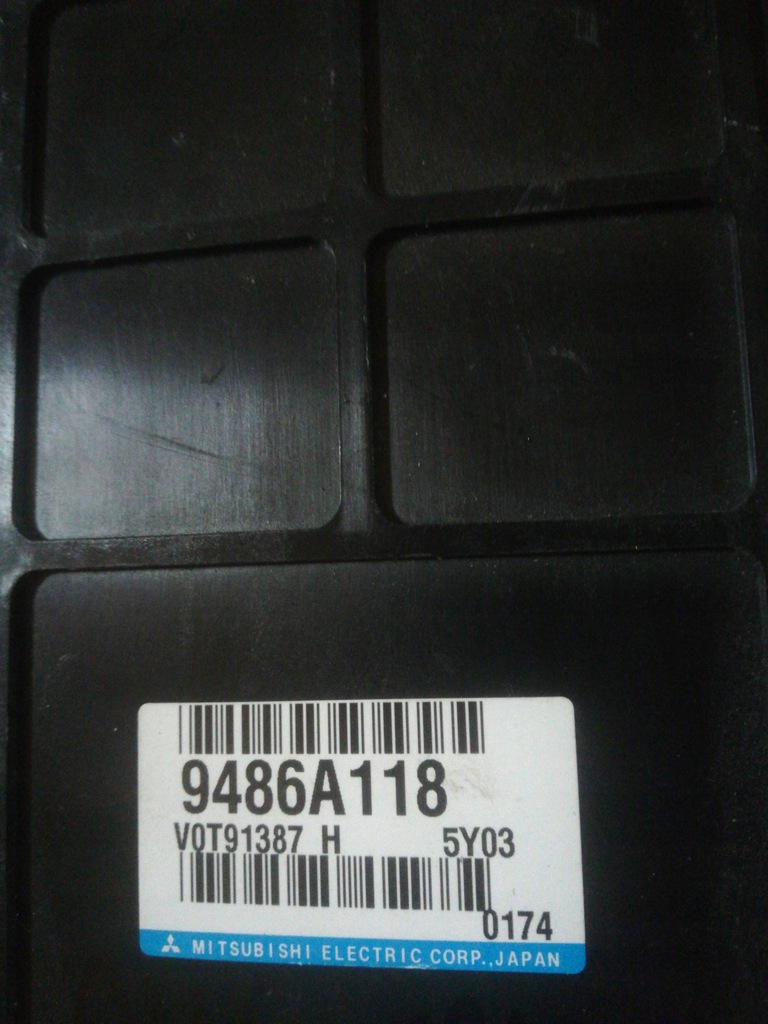 9486A118
V0T91387 H 5Y03
0174
MITSUBISHI ELECTRIC CORP.,JAPAN